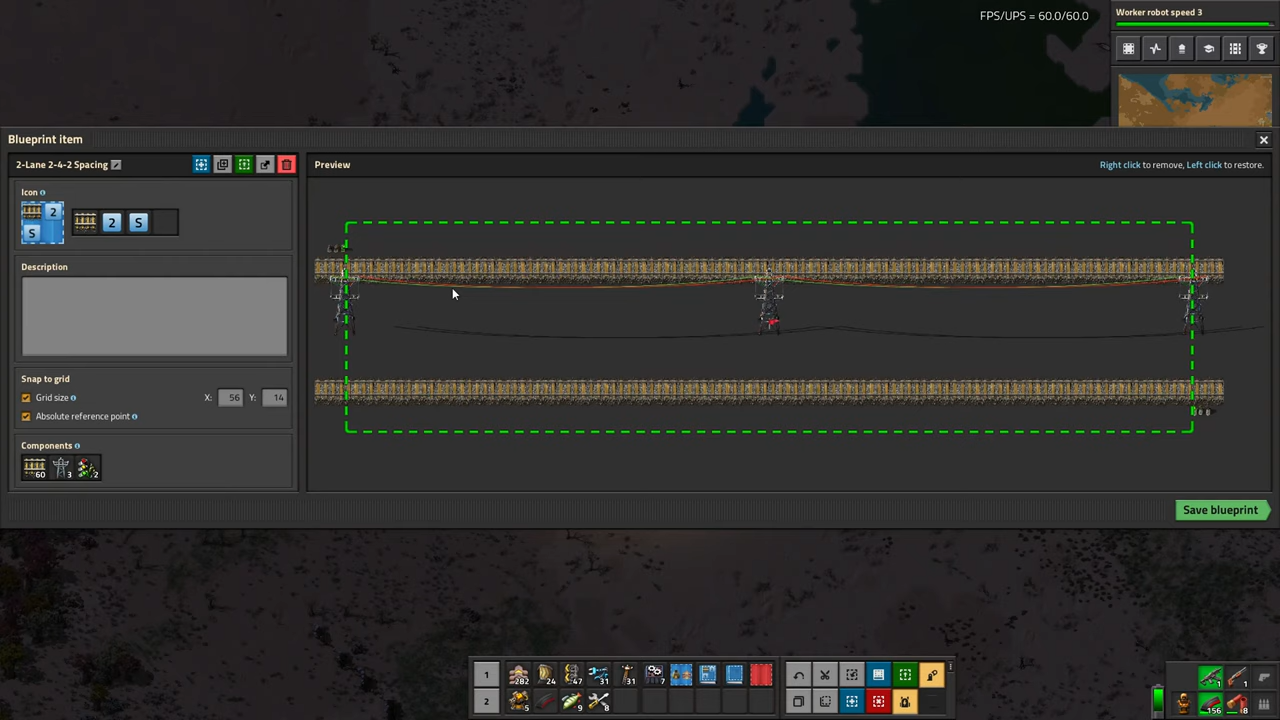 FPS/UPS = 60.0/60.0
Worker robot speed 3
Blueprint item
2-Lane 2-4-2 Spacing
Preview
Right click to remove, Left click to restore.
Icon
2
S
2
S
Description
Snap to grid
Grid size
X: 56
Y: 14
Absolute reference point
Components
60
3
2
Save blueprint
1
282
24
47
31
31
7
2
5
9
8
1
1
156
8